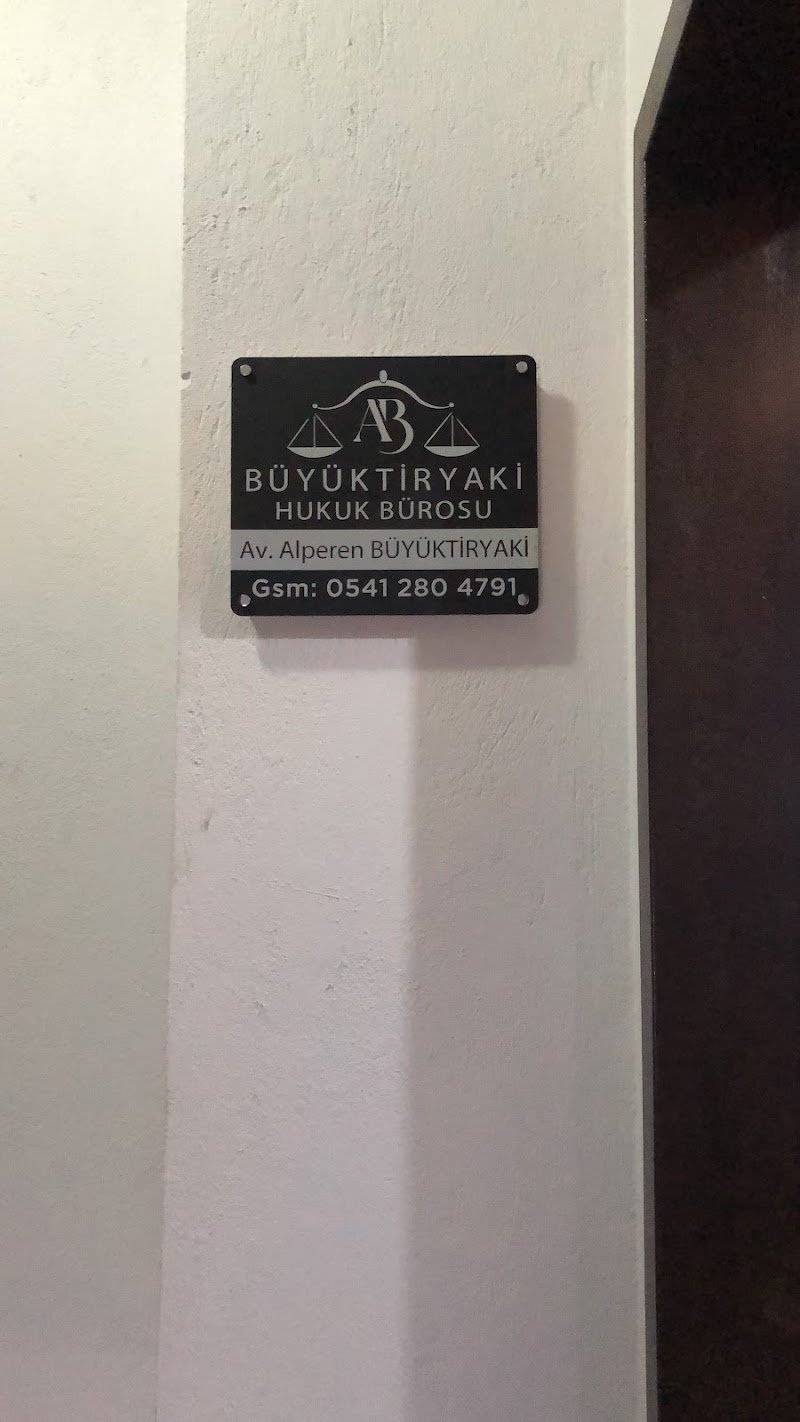 AB
BÜYÜKTİRYAKİ
HUKUK BÜROSU
Av. Alperen BÜYÜKTİRYAKİ
Gsm: 0541 280 4791